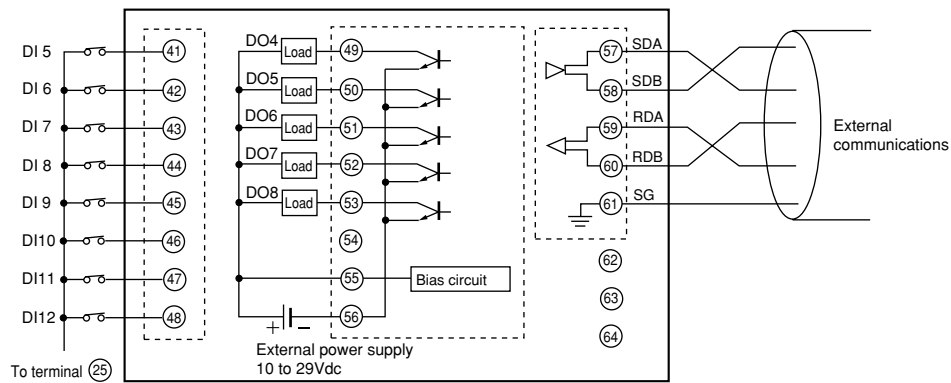 DI 5 41 DO4 Load 49 57 SDA
DI 6 42 DO5 Load 50 58 SDB
DI 7 43 DO6 Load 51 59 RDA
DI 8 44 DO7 Load 52 60 RDB
DI 9 45 DO8 Load 53 61 SG
DI10 46 54 62
DI11 47 55 Bias circuit 63
DI12 48 + − 56 64
External
communications
To terminal 25
External power supply
10 to 29Vdc